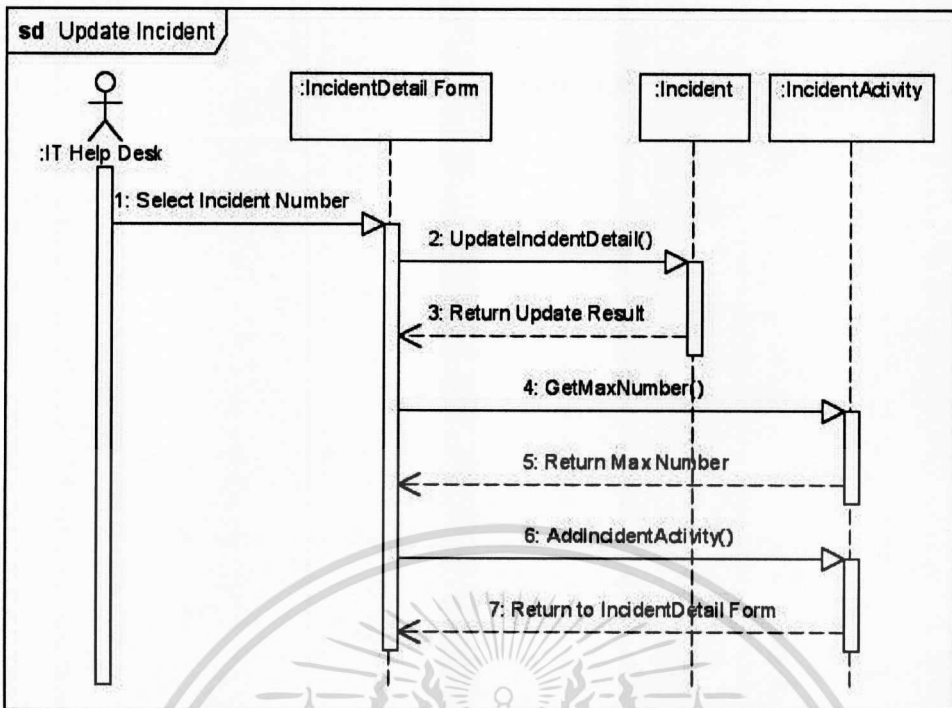 sd Update Incident
:IncidentDetail Form
:Incident
:IncidentActivity
:IT Help Desk
1: Select Incident Number
2: UpdateIncidentDetail()
3: Return Update Result
4: GetMaxNumber()
5: Return Max Number
6: AddIncidentActivity()
7: Return to IncidentDetail Form